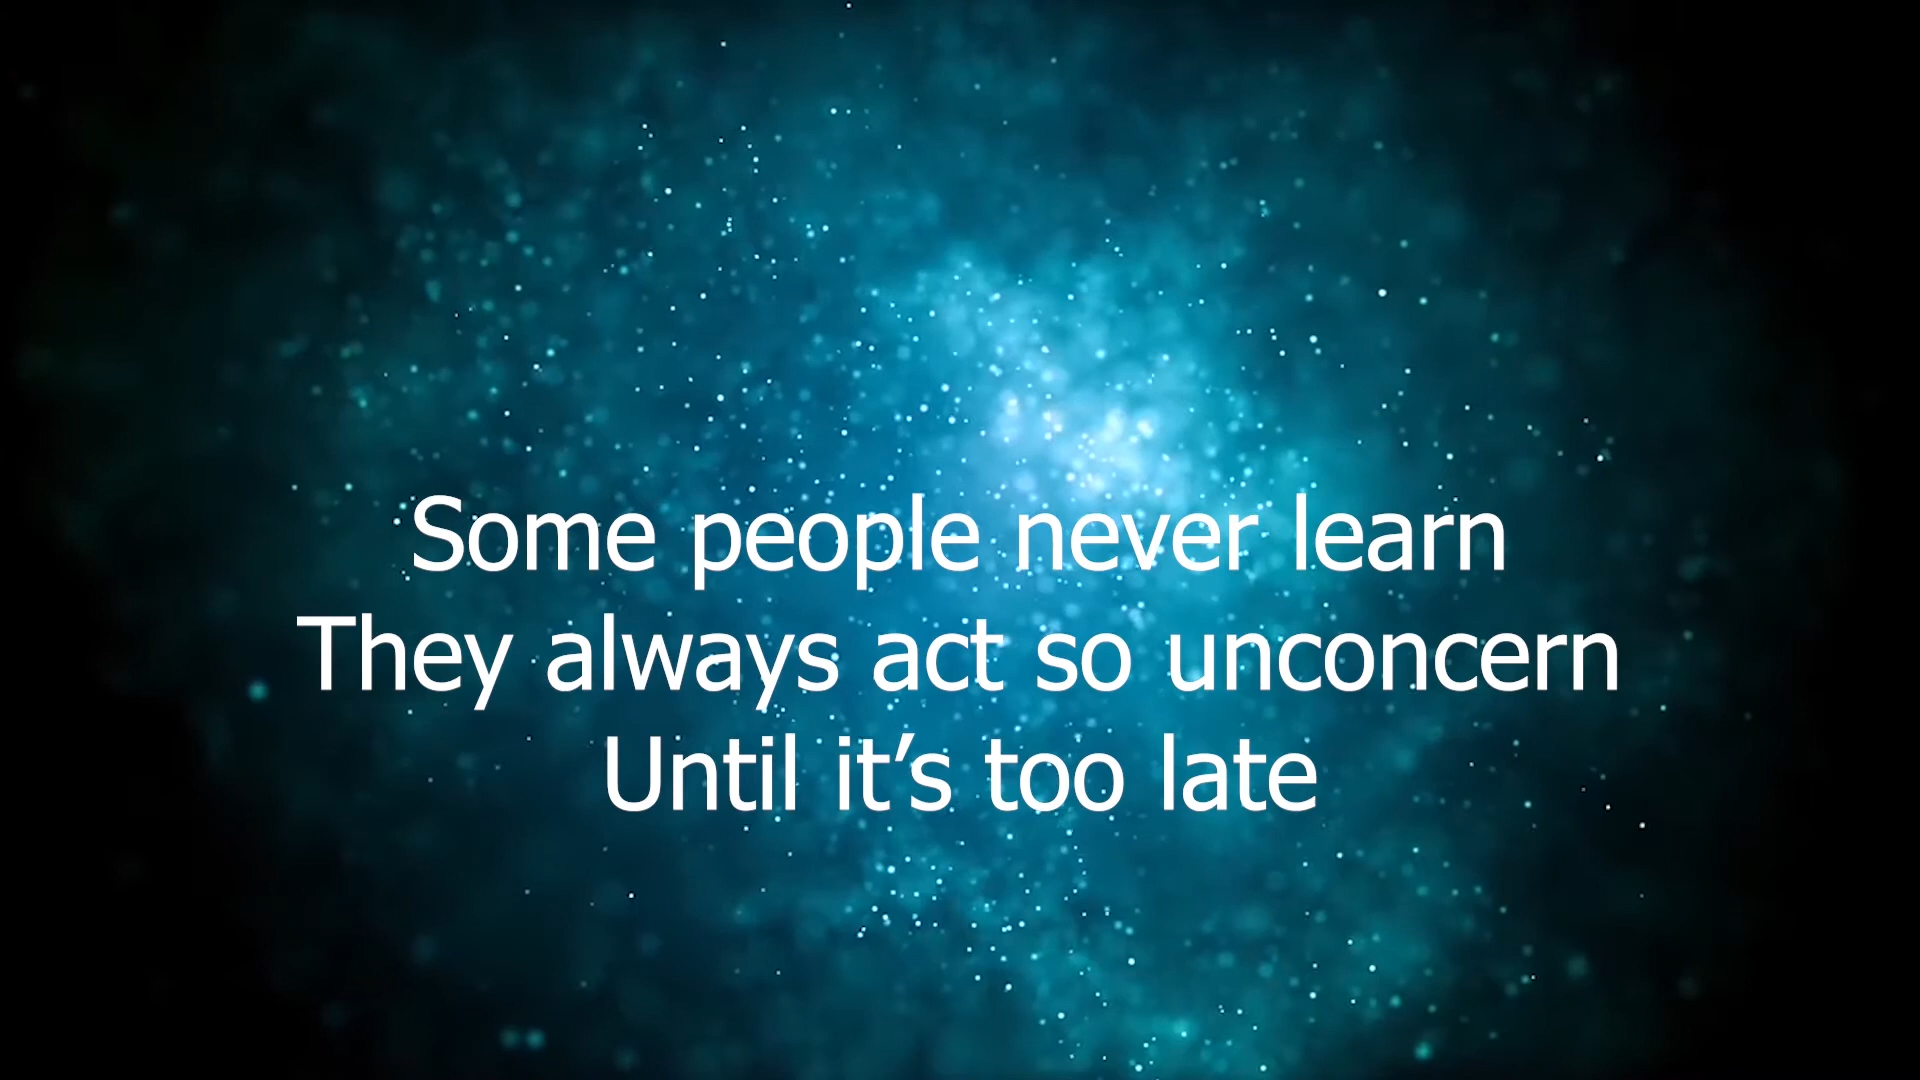 Some people never learn
They always act so unconcern
Until it’s too late